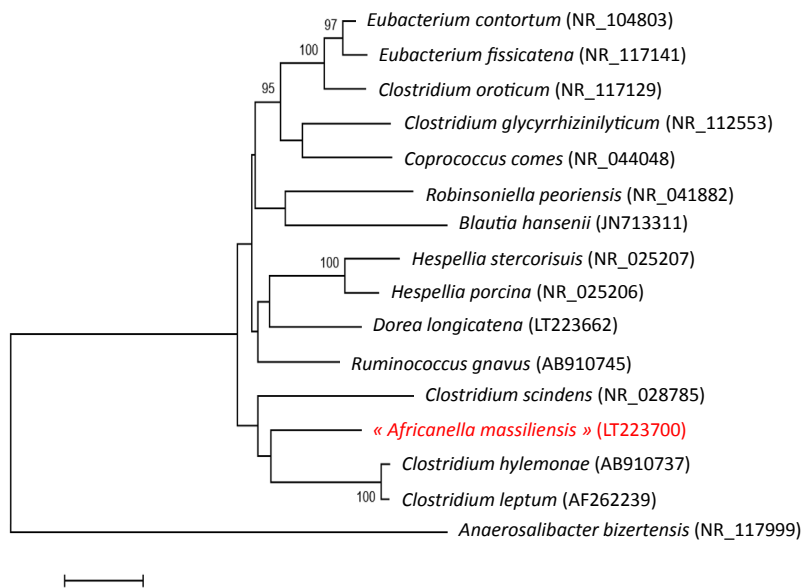 97
Eubacterium contortum (NR_104803)
100
Eubacterium fissicatena (NR_117141)
95
Clostridium oroticum (NR_117129)
Clostridium glycyrrhizinilyticum (NR_112553)
Coprococcus comes (NR_044048)
Robinsoniella peoriensis (NR_041882)
Blautia hansenii (JN713311)
100
Hespellia stercorisuis (NR_025207)
Hespellia porcina (NR_025206)
Dorea longicatena (LT223662)
Ruminococcus gnavus (AB910745)
Clostridium scindens (NR_028785)
« Africanella massiliensis » (LT223700)
Clostridium hylemonae (AB910737)
100
Clostridium leptum (AF262239)
Anaerosalibacter bizertensis (NR_117999)